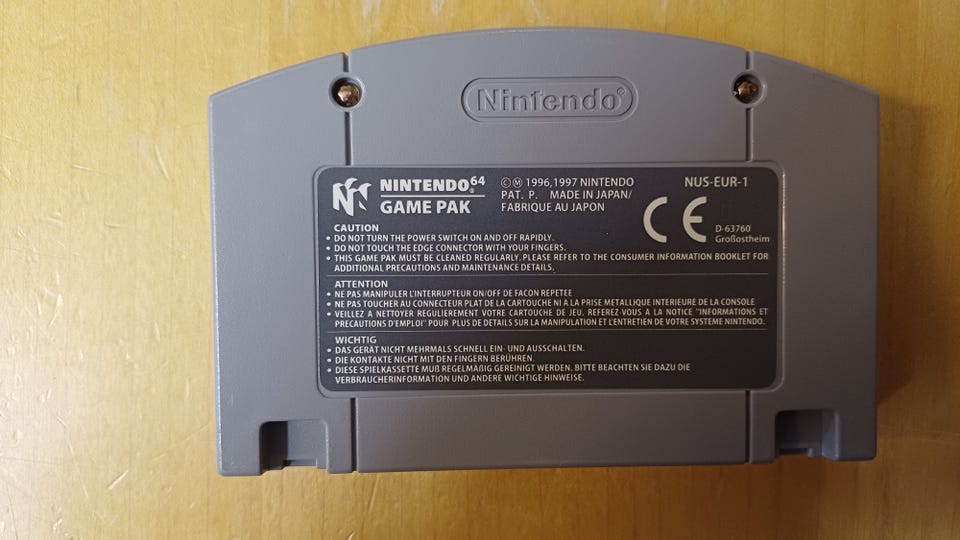 Nintendo®
NINTENDO64
GAME PAK
©Ⓜ 1996,1997 NINTENDO
PAT. P. MADE IN JAPAN/
FABRIQUE AU JAPON
NUS-EUR-1
CE
D-63760
Großostheim
CAUTION
• DO NOT TURN THE POWER SWITCH ON AND OFF RAPIDLY.
• DO NOT TOUCH THE EDGE CONNECTOR WITH YOUR FINGERS.
• THIS GAME PAK MUST BE CLEANED REGULARLY. PLEASE REFER TO THE CONSUMER INFORMATION BOOKLET FOR
ADDITIONAL PRECAUTIONS AND MAINTENANCE DETAILS.
ATTENTION
• NE PAS MANIPULER L'INTERRUPTEUR ON/OFF DE FACON REPETEE
• NE PAS TOUCHER AU CONNECTEUR PLAT DE LA CARTOUCHE NI A LA PRISE METALLIQUE INTERIEURE DE LA CONSOLE
• VEILLEZ A NETTOYER REGULIEREMENT VOTRE CARTOUCHE DE JEU. REFEREZ-VOUS A LA NOTICE "INFORMATIONS ET
PRECAUTIONS D'EMPLOI" POUR PLUS DE DETAILS SUR LA MANIPULATION ET L'ENTRETIEN DE VOTRE SYSTEME NINTENDO.
WICHTIG
• DAS GERÄT NICHT MEHRMALS SCHNELL EIN- UND AUSSCHALTEN.
• DIE KONTAKTE NICHT MIT DEN FINGERN BERÜHREN.
• DIESE SPIELKASSETTE MUß REGELMAßIG GEREINIGT WERDEN. BITTE BEACHTEN SIE DAZU DIE
VERBRAUCHERINFORMATION UND ANDERE WICHTIGE HINWEISE.